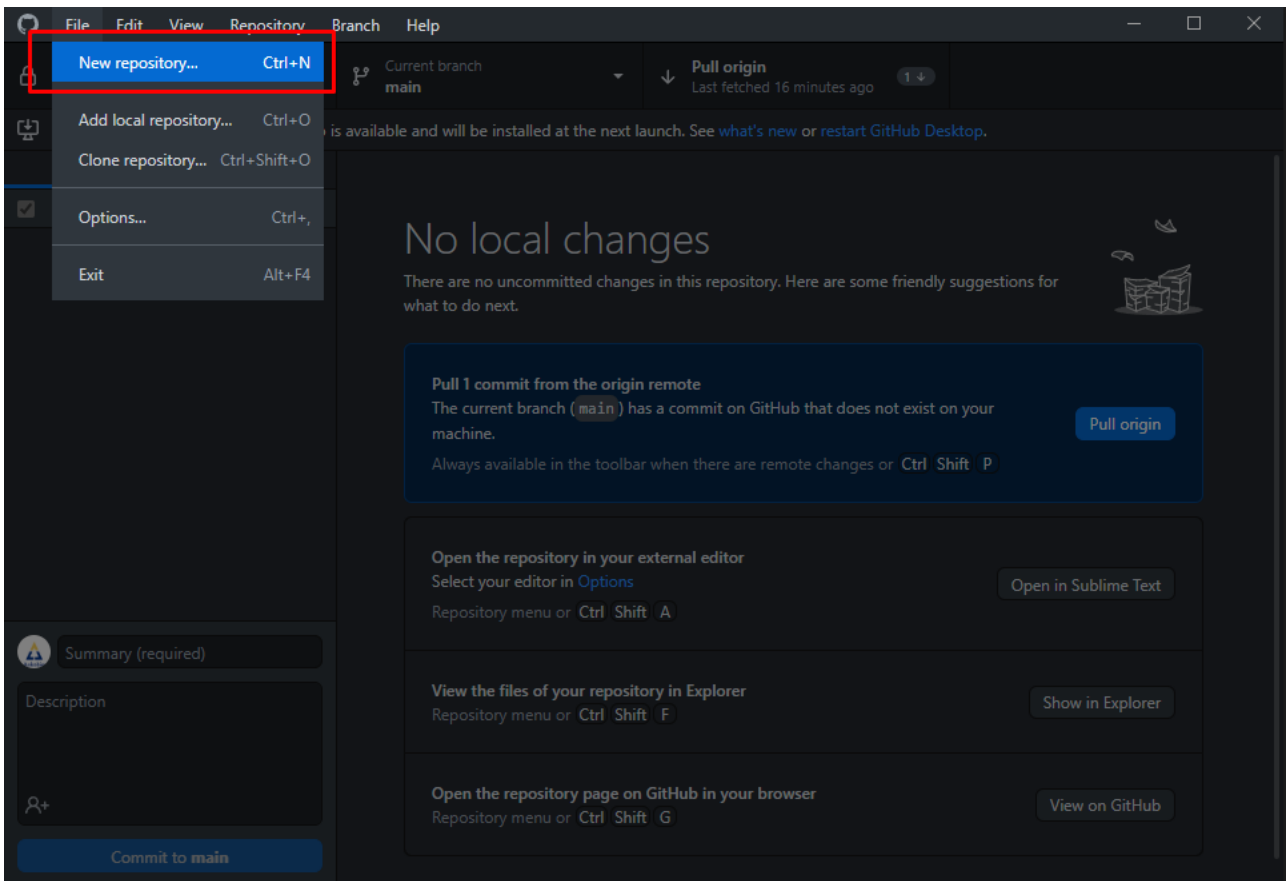 File Edit View Repository Branch Help
New repository... Ctrl+N
Add local repository... Ctrl+O
Clone repository... Ctrl+Shift+O
Options... Ctrl+,
Exit Alt+F4
Current branch
main
Pull origin
Last fetched 16 minutes ago
1
is available and will be installed at the next launch. See what's new or restart GitHub Desktop.
No local changes
There are no uncommitted changes in this repository. Here are some friendly suggestions for
what to do next.
Pull 1 commit from the origin remote
The current branch (main) has a commit on GitHub that does not exist on your
machine.
Always available in the toolbar when there are remote changes or Ctrl Shift P
Pull origin
Open the repository in your external editor
Select your editor in Options
Repository menu or Ctrl Shift A
Open in Sublime Text
View the files of your repository in Explorer
Repository menu or Ctrl Shift F
Show in Explorer
Open the repository page on GitHub in your browser
Repository menu or Ctrl Shift G
View on GitHub
Summary (required)
Description
Commit to main